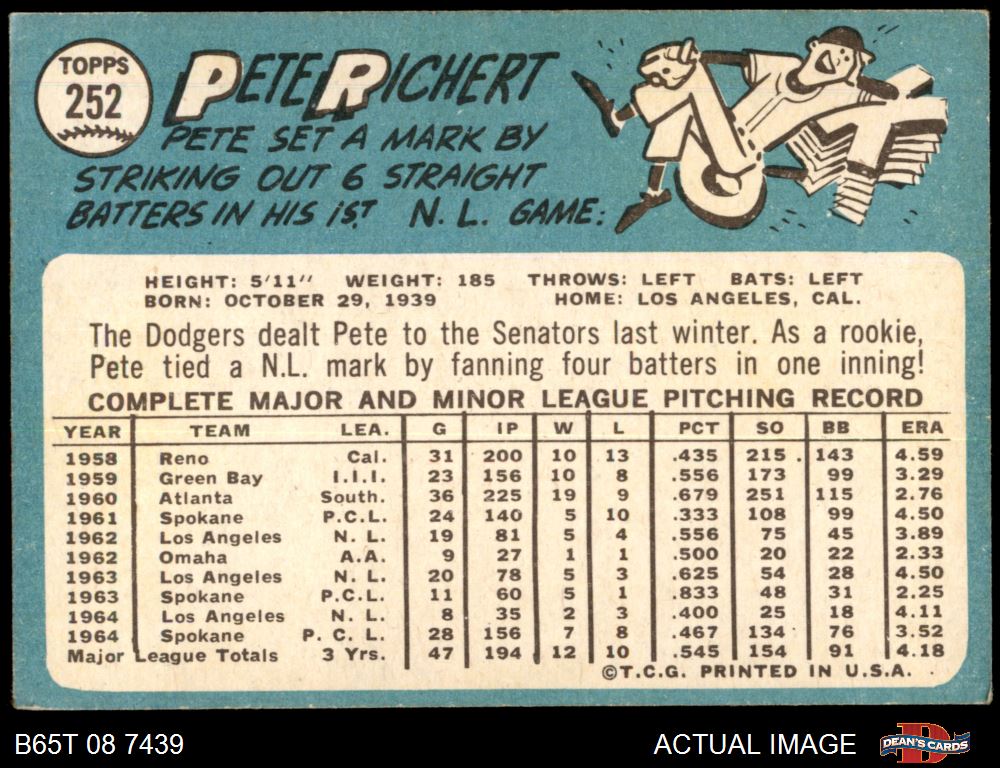 TOPPS
252
PETE RICHERT
PETE SET A MARK BY
STRIKING OUT 6 STRAIGHT
BATTERS IN HIS 1ST N. L. GAME.
HEIGHT: 5'11" WEIGHT: 185 THROWS: LEFT BATS: LEFT
BORN: OCTOBER 29, 1939 HOME: LOS ANGELES, CAL.
The Dodgers dealt Pete to the Senators last winter. As a rookie,
Pete tied a N.L. mark by fanning four batters in one inning!
COMPLETE MAJOR AND MINOR LEAGUE PITCHING RECORD
YEAR TEAM LEA. G IP W L PCT SO BB ERA
1958 Reno Cal. 31 200 10 13 .435 215 143 4.59
1959 Green Bay I.I.I. 23 156 10 8 .556 173 99 3.29
1960 Atlanta South. 36 225 19 9 .679 251 115 2.76
1961 Spokane P.C.L. 24 140 5 10 .333 108 99 4.50
1962 Los Angeles N. L. 19 81 5 4 .556 75 45 3.89
1962 Omaha A.A. 9 27 1 1 .500 20 22 2.33
1963 Los Angeles N. L. 20 78 5 3 .625 54 28 4.50
1963 Spokane P.C.L. 11 60 5 1 .833 48 31 2.25
1964 Los Angeles N. L. 8 35 2 3 .400 25 18 4.11
1964 Spokane P. C. L. 28 156 7 8 .467 134 76 3.52
Major League Totals 3 Yrs. 47 194 12 10 .545 154 91 4.18
©T.C.G. PRINTED IN U.S.A.
B65T 08 7439 ACTUAL IMAGE DEAN'S CARDS